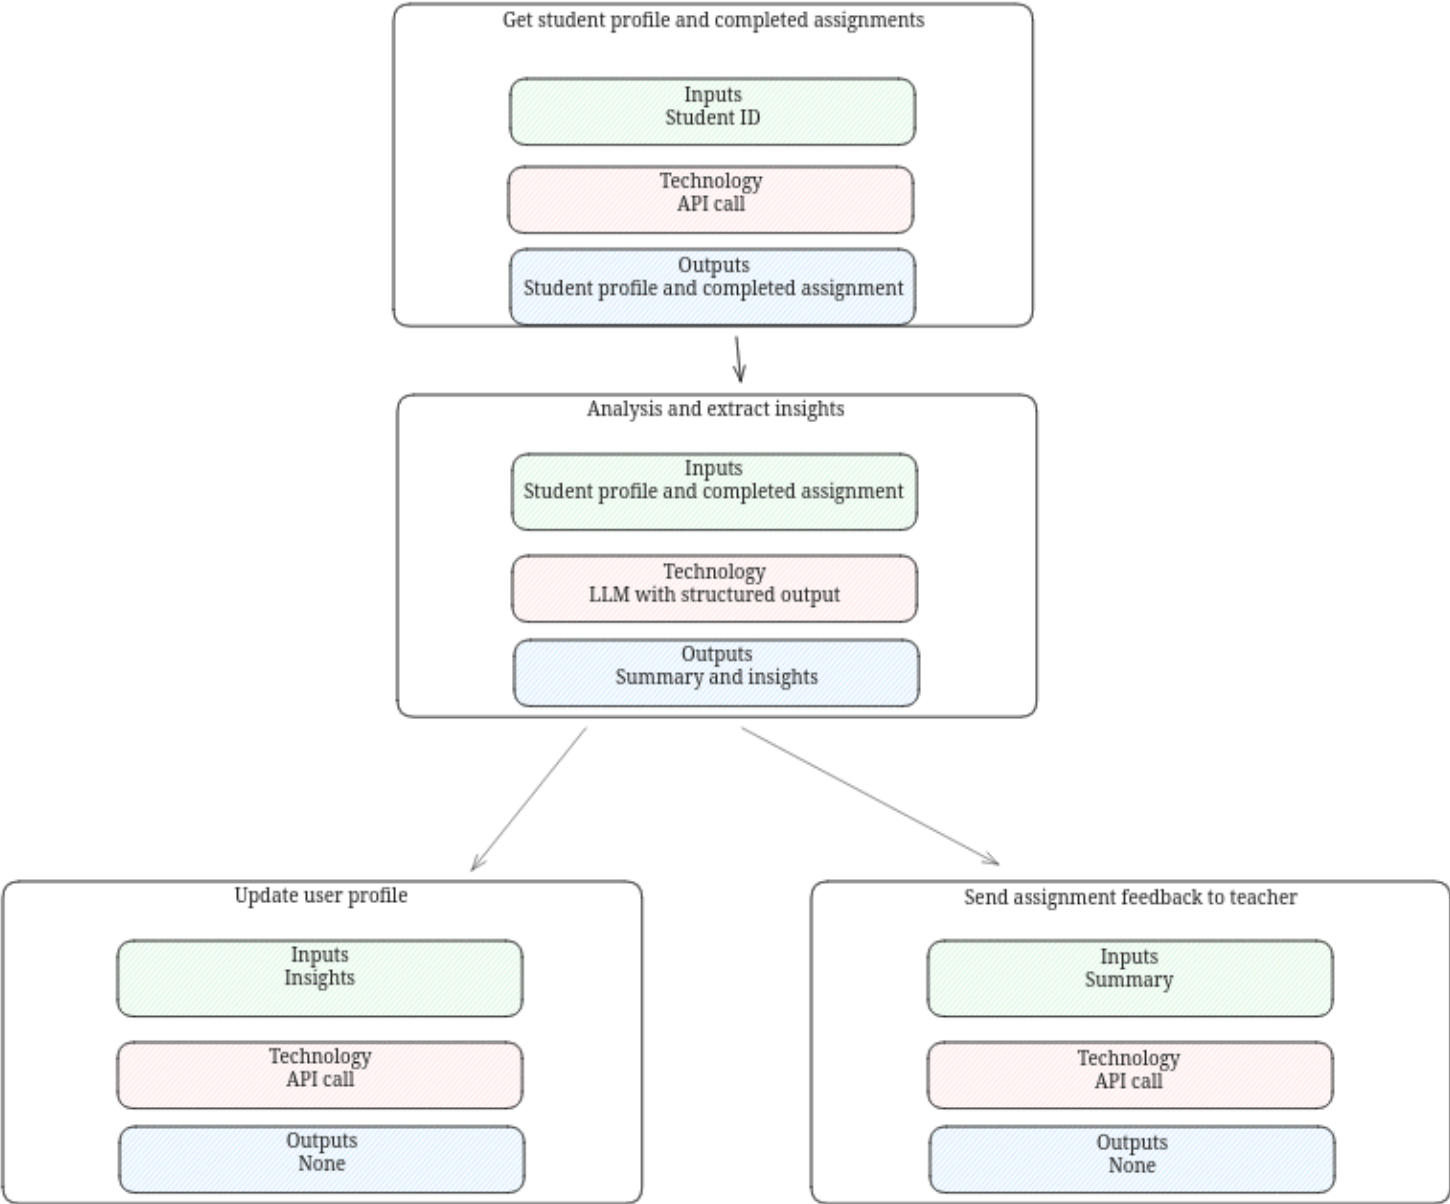 Get student profile and completed assignments
Inputs
Student ID
Technology
API call
Outputs
Student profile and completed assignment
Analysis and extract insights
Inputs
Student profile and completed assignment
Technology
LLM with structured output
Outputs
Summary and insights
Update user profile
Inputs
Insights
Technology
API call
Outputs
None
Send assignment feedback to teacher
Inputs
Summary
Technology
API call
Outputs
None